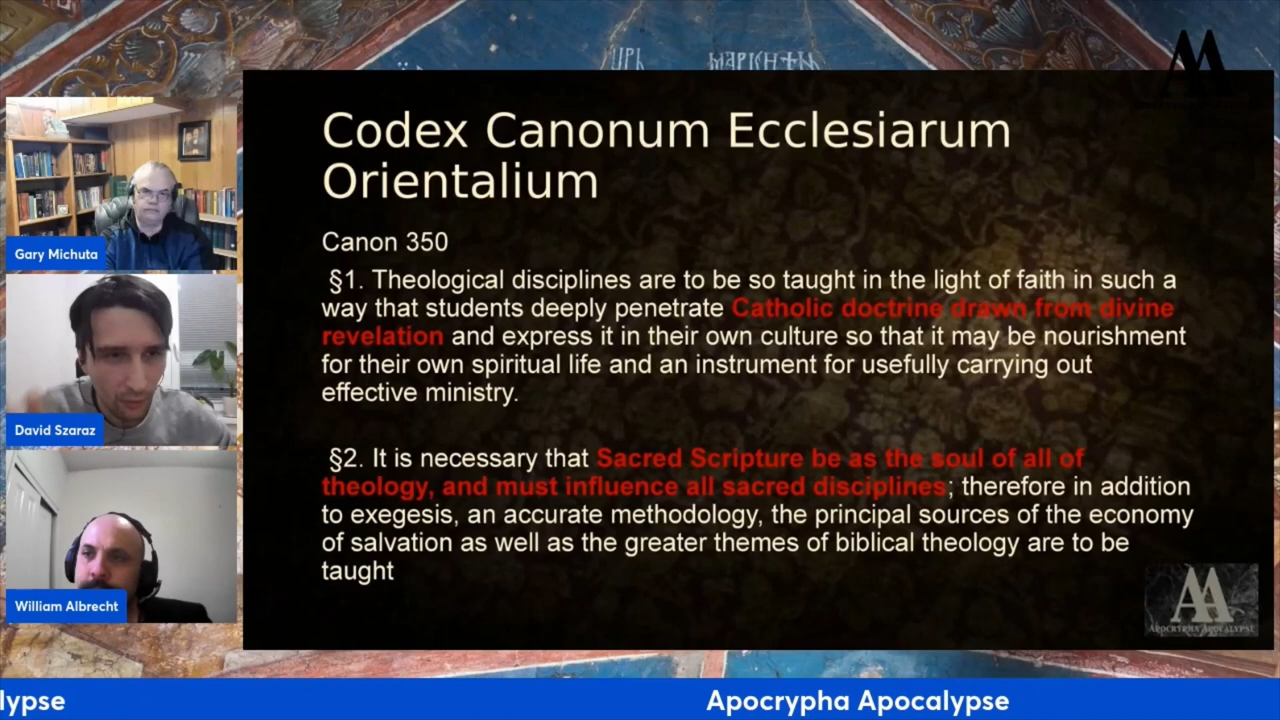 ЦРЬ
МАРКИѢНЬ
AA
Codex Canonum Ecclesiarum
Orientalium
Canon 350
§1. Theological disciplines are to be so taught in the light of faith in such a
way that students deeply penetrate Catholic doctrine drawn from divine
revelation and express it in their own culture so that it may be nourishment
for their own spiritual life and an instrument for usefully carrying out
effective ministry.
§2. It is necessary that Sacred Scripture be as the soul of all of
theology, and must influence all sacred disciplines; therefore in addition
to exegesis, an accurate methodology, the principal sources of the economy
of salvation as well as the greater themes of biblical theology are to be
taught
AA
APOCRYPHA APOCALYPSE
Gary Michuta
David Szaraz
William Albrecht
lypse
Apocrypha Apocalypse